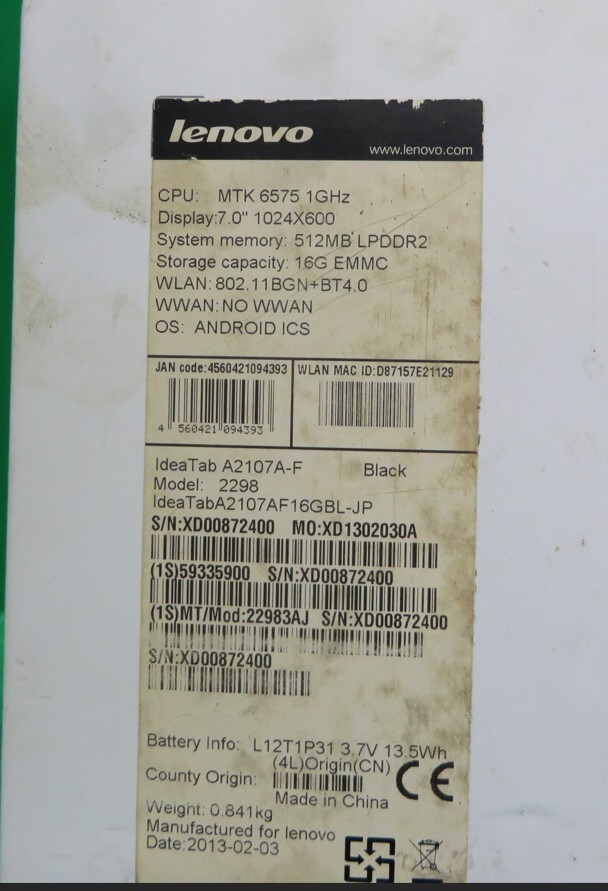 lenovo
www.lenovo.com
CPU: MTK 6575 1GHz
Display:7.0" 1024X600
System memory: 512MB LPDDR2
Storage capacity: 16G EMMC
WLAN: 802.11BGN+BT4.0
WWAN: NO WWAN
OS: ANDROID ICS
JAN code:4560421094393 WLAN MAC ID:D87157E21129
4 560421 094393
IdeaTab A2107A-F Black
Model: 2298
IdeaTabA2107AF16GBL-JP
S/N:XD00872400 MO:XD1302030A
(1S)59335900 S/N:XD00872400
(1S)MT/Mod:22983AJ S/N:XD00872400
S/N:XD00872400
Battery Info: L12T1P31 3.7V 13.5Wh
(4L)Origin(CN)
County Origin:
Made in China
Weight: 0.841kg
Manufactured for lenovo
Date:2013-02-03
CE